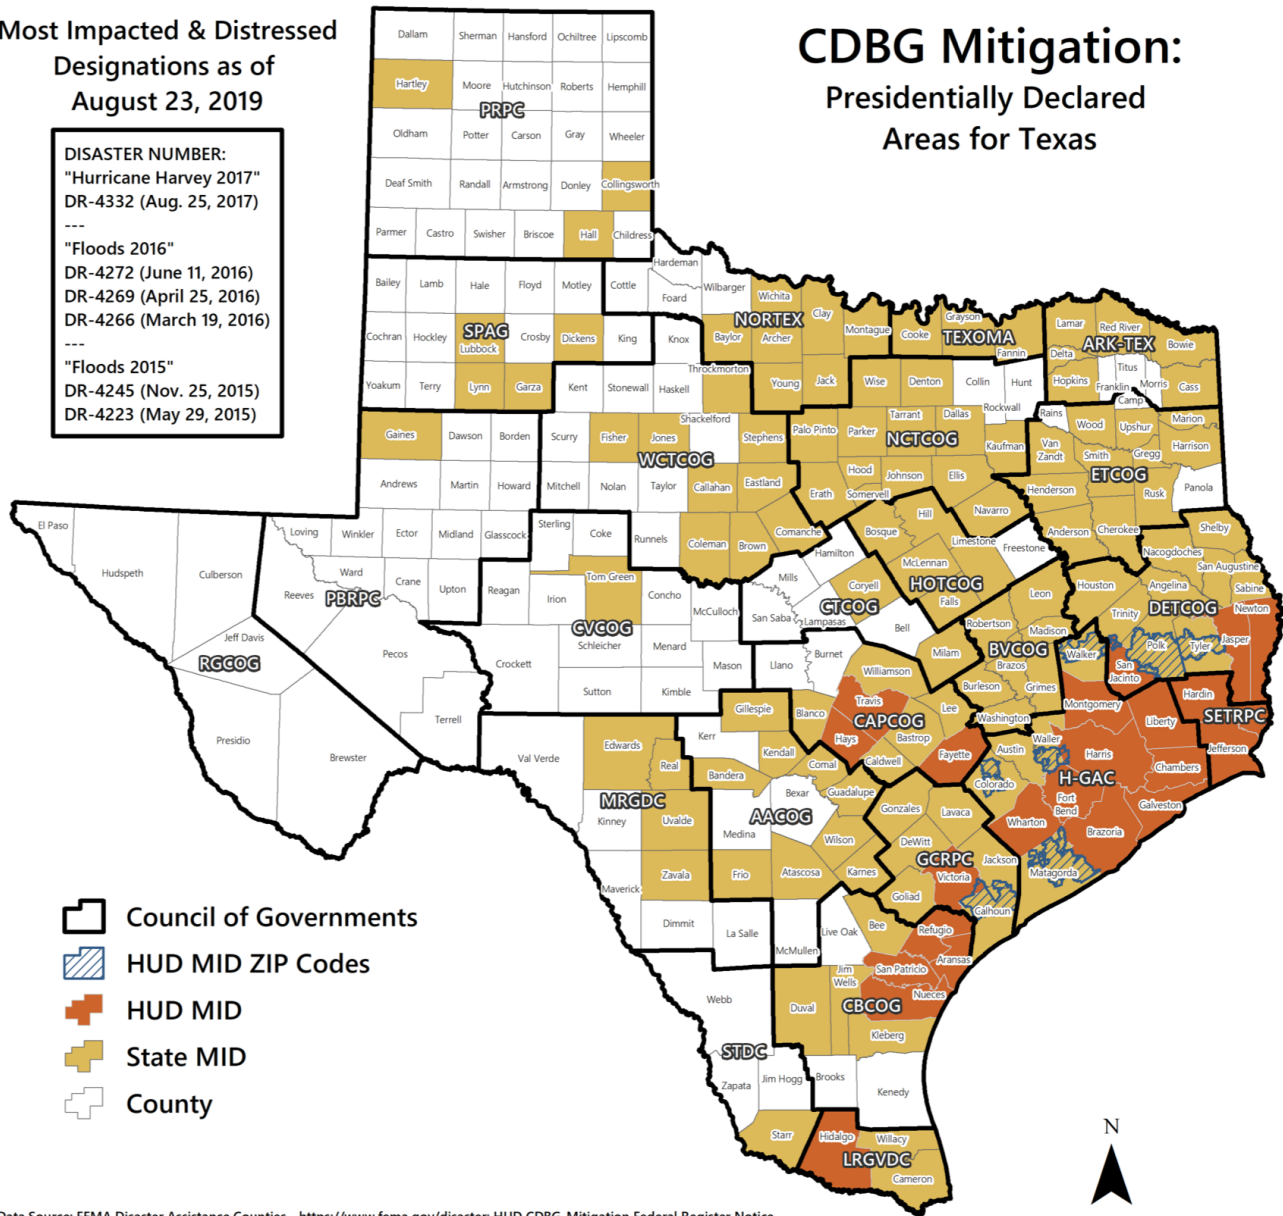 Most Impacted & Distressed
Designations as of
August 23, 2019
CDBG Mitigation:
Presidentially Declared
Areas for Texas
DISASTER NUMBER:
"Hurricane Harvey 2017"
DR-4332 (Aug. 25, 2017)
---
"Floods 2016"
DR-4272 (June 11, 2016)
DR-4269 (April 25, 2016)
DR-4266 (March 19, 2016)
---
"Floods 2015"
DR-4245 (Nov. 25, 2015)
DR-4223 (May 29, 2015)
Dallam Sherman Hansford Ochiltree Lipscomb
Hartley Moore Hutchinson Roberts Hemphill
PRPC
Oldham Potter Carson Gray Wheeler
Deaf Smith Randall Armstrong Donley Collingsworth
Parmer Castro Swisher Briscoe Hall Childress
Hardeman
Bailey Lamb Hale Floyd Motley Cottle Foard Wilbarger Wichita Clay
NORTEX
Cochran Hockley Lubbock Crosby Dickens King Knox Baylor Archer Montague
SPAG
Cooke Grayson Fannin
TEXOMA
Lamar Red River Bowie
ARK-TEX
Delta Titus Hopkins Franklin Morris Cass
Camp
Yoakum Terry Lynn Garza Kent Stonewall Haskell Throckmorton Young Jack Wise Denton Collin Hunt
Rockwall
Gaines Dawson Borden Scurry Fisher Jones Shackelford Stephens Palo Pinto Parker Tarrant Dallas Kaufman
WCTCOG
NCTCOG
Rains Wood Upshur Marion
Van
Zandt
Smith Gregg Harrison
ETCOG
Andrews Martin Howard Mitchell Nolan Taylor Callahan Eastland Erath Hood Somervell Johnson Ellis Navarro
Henderson Rusk Panola
Anderson Cherokee
El Paso Hudspeth Culberson
Loving Winkler Ector Midland Glasscock Sterling Coke Runnels Coleman Brown Comanche
Hamilton Bosque Hill Limestone Freestone
Nacogdoches Shelby
San Augustine
Sabine
Reeves Ward Crane Upton Reagan Irion Tom Green Concho McCulloch
PBRPC
CVCOG
San Saba Mills Lampasas Coryell McLennan Falls Bell
CTCOG
HOTCOG
Leon Houston Angelina Trinity
DETCOG
Newton Jasper
Jeff Davis
RGCOG
Pecos
Crockett Schleicher Menard Mason Llano Burnet Williamson Milam
Robertson Madison
BVCOG
Brazos
Walker Polk Tyler
San
Jacinto
Burleson Grimes
Sutton Kimble
Presidio Brewster Terrell
Gillespie Blanco Travis Hays
CAPCOG
Lee Bastrop Caldwell Fayette
Washington
Montgomery Liberty Hardin
SETRPC
Jefferson
Val Verde Edwards Real Kerr Kendall Bandera Comal Guadalupe
Austin Waller Harris Chambers
H-GAC
Colorado
Fort
Bend
Galveston
Brazoria
Wharton
Matagorda
MRGDC
Kinney Uvalde Medina Bexar
AACOG
Wilson Gonzales Lavaca
DeWitt
GCRPC
Jackson
Victoria
Maverick Zavala Frio Atascosa Karnes Goliad Calhoun
Dimmit La Salle McMullen Live Oak Bee Refugio
Aransas
San Patricio
Jim
Wells
Nueces
CBCOG
Webb Duval Kleberg
STDC
Zapata Jim Hogg Brooks Kenedy
Starr Hidalgo Willacy
LRGVDC
Cameron
Council of Governments
HUD MID ZIP Codes
HUD MID
State MID
County
N
Data Source: FEMA Disaster Assistance Counties - https://www.fema.gov/disaster; HUD CDBG-Mitigation Federal Register Notice